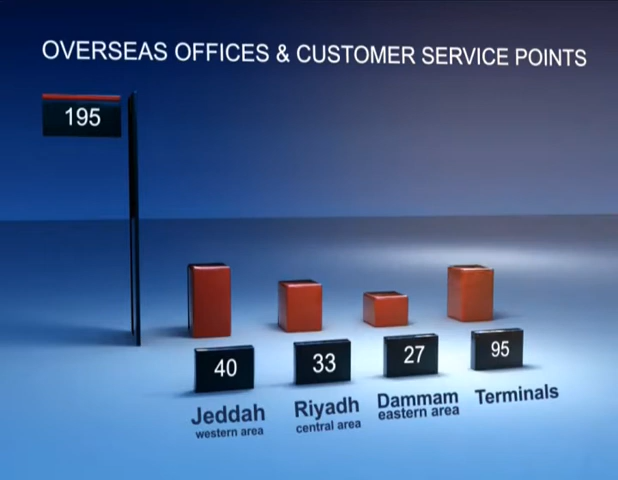 OVERSEAS OFFICES & CUSTOMER SERVICE POINTS
195
40
33
27
95
Jeddah
western area
Riyadh
central area
Dammam
eastern area
Terminals